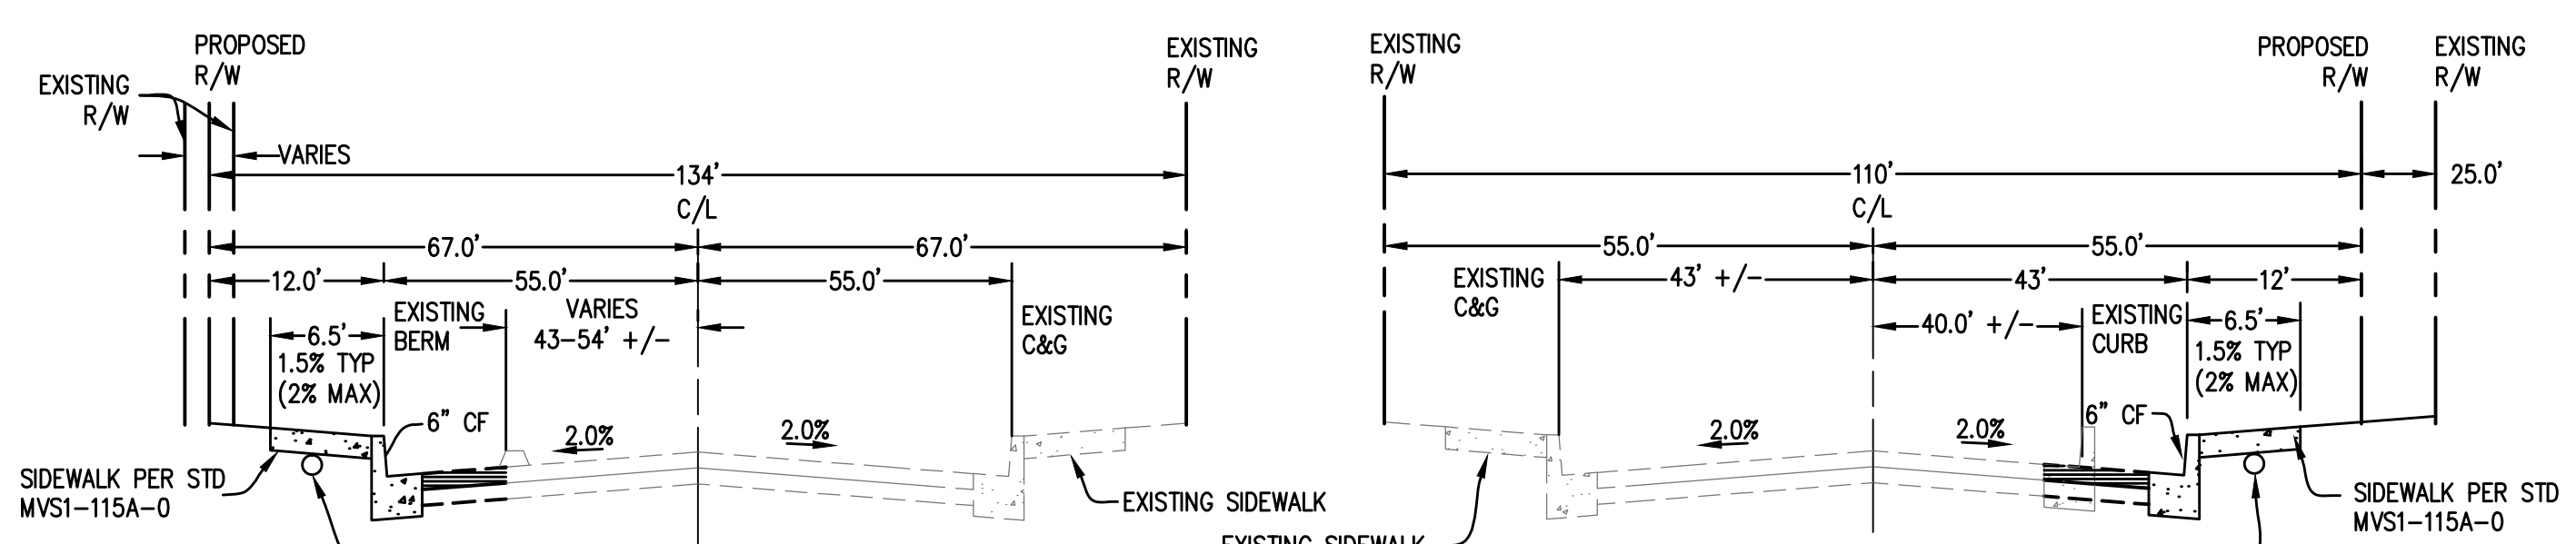 PROPOSED
R/W
EXISTING
R/W
VARIES
134'
C/L
67.0'
67.0'
12.0'
55.0'
55.0'
EXISTING
BERM
VARIES
43-54' +/-
6.5'
1.5% TYP
(2% MAX)
6" CF
2.0%
2.0%
EXISTING
R/W
EXISTING
C&G
SIDEWALK PER STD
MVS1-115A-0
EXISTING SIDEWALK
EXISTING
R/W
PROPOSED
R/W
EXISTING
R/W
110'
25.0'
C/L
55.0'
55.0'
EXISTING
C&G
43' +/-
43'
12'
40.0' +/-
EXISTING
CURB
6.5'
1.5% TYP
(2% MAX)
6" CF
2.0%
2.0%
SIDEWALK PER STD
MVS1-115A-0
EXISTING SIDEWALK